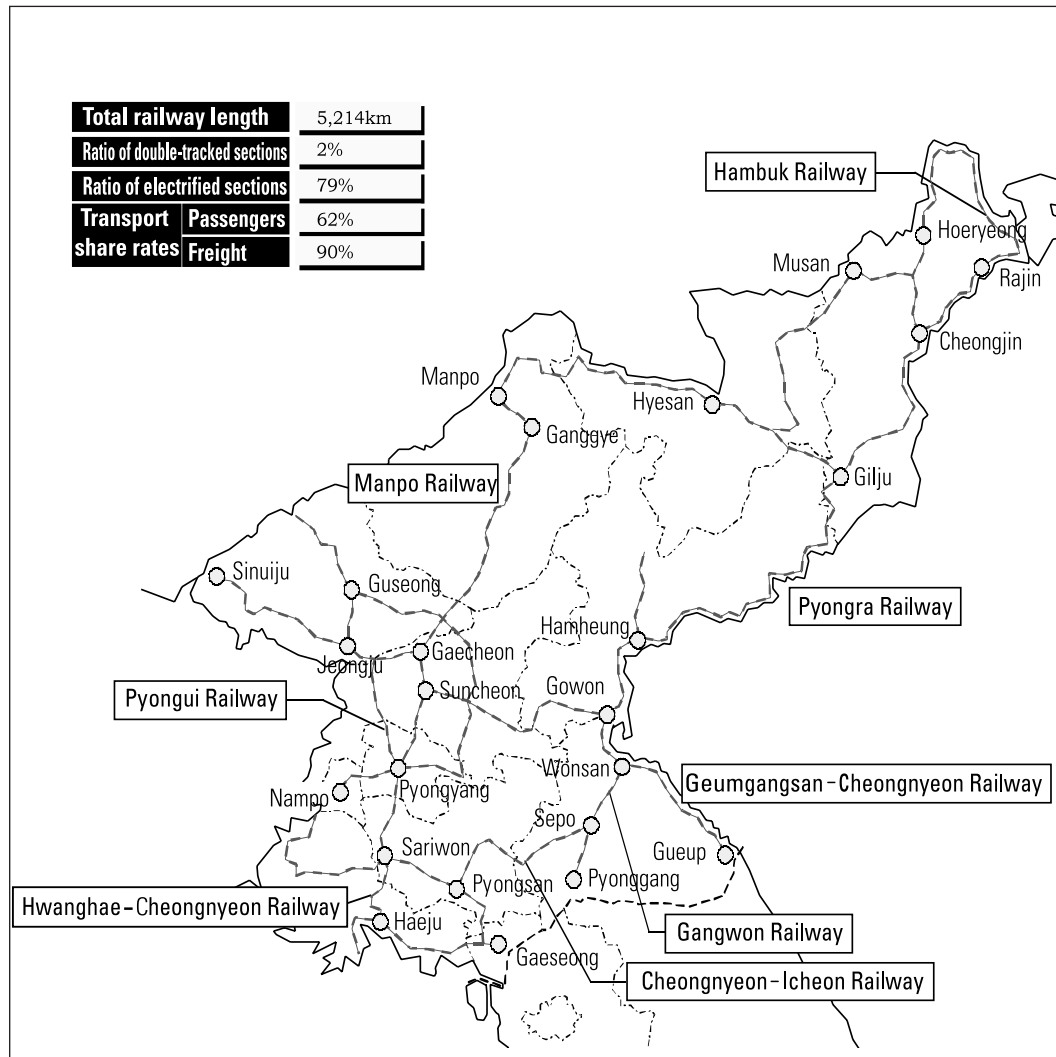 Total railway length 5,214km
Ratio of double-tracked sections 2%
Ratio of electrified sections 79%
Transport share rates Passengers 62%
Freight 90%
Hambuk Railway
Hoeryeong
Musan
Rajin
Cheongjin
Manpo
Hyesan
Ganggye
Gilju
Manpo Railway
Sinuiju
Guseong
Pyongra Railway
Hamheung
Jeongju
Gaecheon
Suncheon
Gowon
Pyongui Railway
Wonsan
Pyongyang
Geumgangsan-Cheongnyeon Railway
Nampo
Sepo
Sariwon
Gueup
Pyongsan
Pyonggang
Hwanghae-Cheongnyeon Railway
Haeju
Gangwon Railway
Gaeseong
Cheongnyeon-Icheon Railway